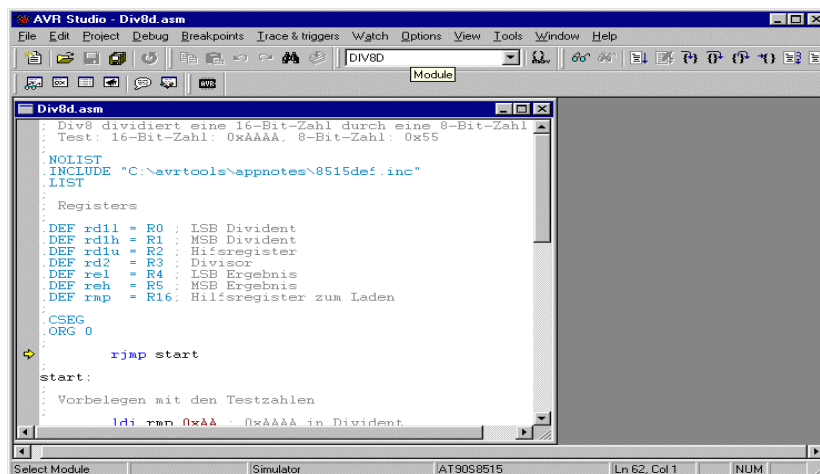 AVR Studio - Div8d.asm
File Edit Project Debug Breakpoints Trace & triggers Watch Options View Tools Window Help
DIV8D
Module
AVR
Div8d.asm
; Div8 dividiert eine 16-Bit-Zahl durch eine 8-Bit-Zahl
; Test: 16-Bit-Zahl: 0xAAAA, 8-Bit-Zahl: 0x55
;
.NOLIST
.INCLUDE "C:\avrtools\appnotes\8515def.inc"
.LIST
;
; Registers
;
.DEF rd1l = R0 ; LSB Divident
.DEF rd1h = R1 ; MSB Divident
.DEF rd1u = R2 ; Hifsregister
.DEF rd2 = R3 ; Divisor
.DEF rel = R4 ; LSB Ergebnis
.DEF reh = R5 ; MSB Ergebnis
.DEF rmp = R16; Hilfsregister zum Laden
;
.CSEG
.ORG 0
;
rjmp start
;
start:
;
; Vorbelegen mit den Testzahlen
;
ldi rmp,0xAA ; 0xAAAA in Divident
Select Module Simulator AT90S8515 Ln 62, Col 1 NUM